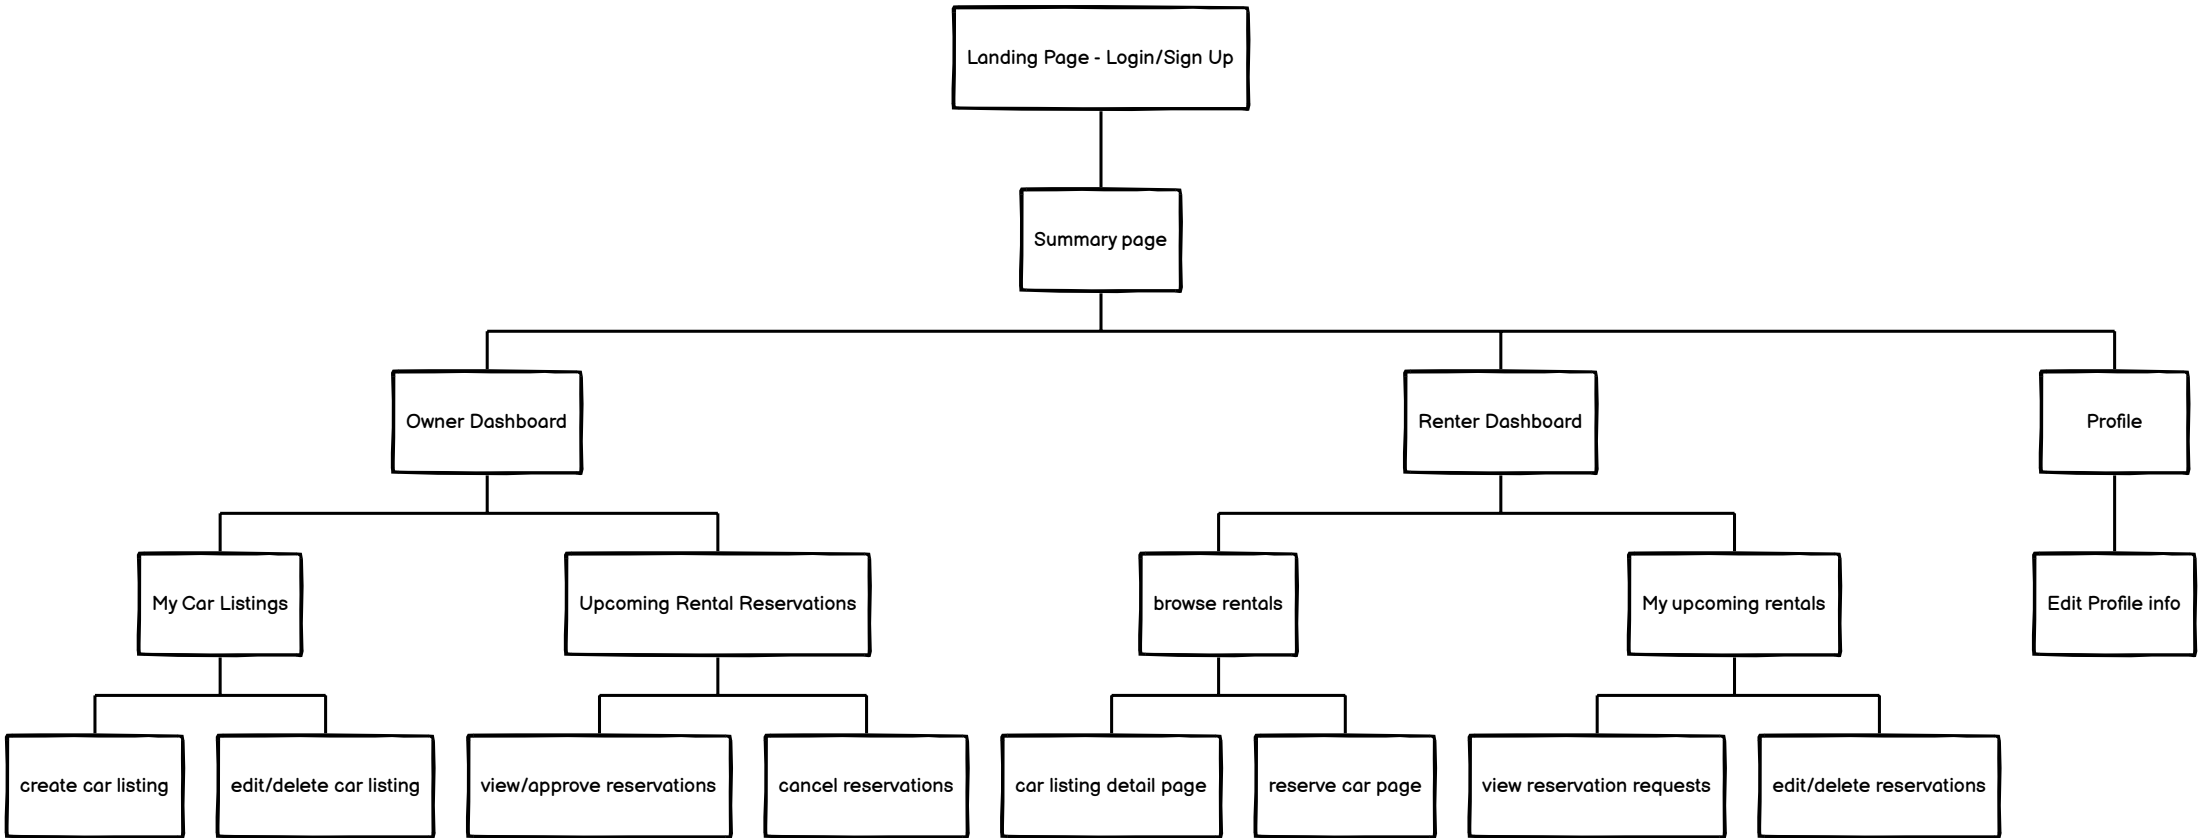 Landing Page - Login/Sign Up
Summary page
Owner Dashboard
Renter Dashboard
Profile
My Car Listings
Upcoming Rental Reservations
browse rentals
My upcoming rentals
Edit Profile info
create car listing
edit/delete car listing
view/approve reservations
cancel reservations
car listing detail page
reserve car page
view reservation requests
edit/delete reservations